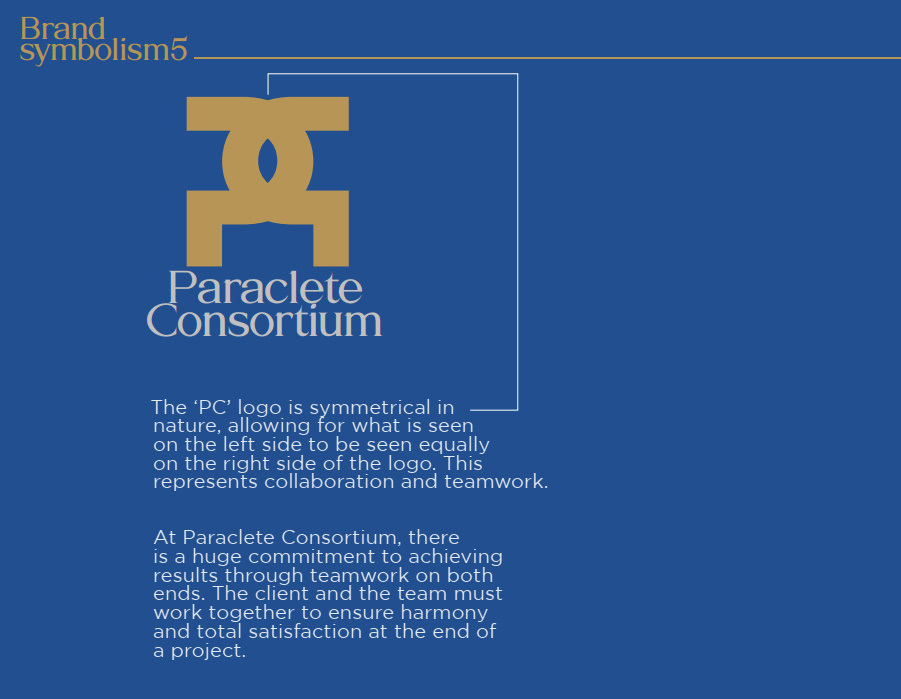 Brand
symbolism5
Paraclete
Consortium
The ‘PC’ logo is symmetrical in
nature, allowing for what is seen
on the left side to be seen equally
on the right side of the logo. This
represents collaboration and teamwork.
At Paraclete Consortium, there
is a huge commitment to achieving
results through teamwork on both
ends. The client and the team must
work together to ensure harmony
and total satisfaction at the end of
a project.